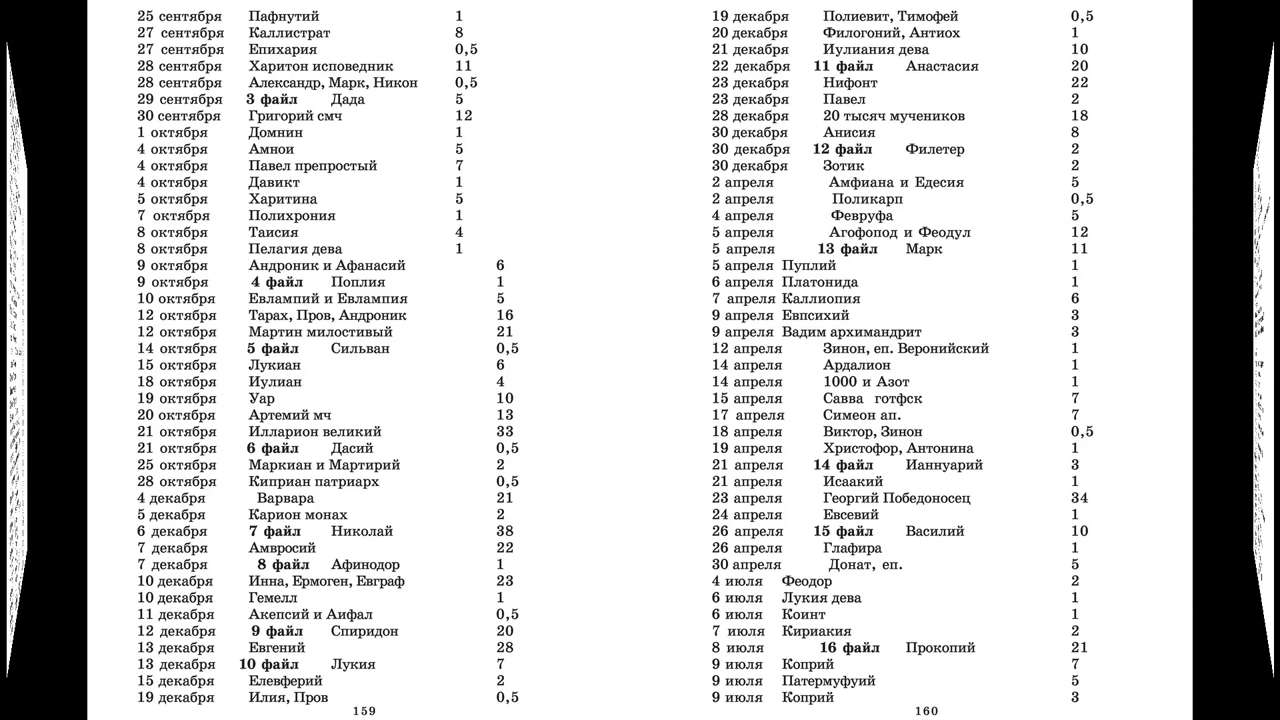 25 сентября Пафнутий 1
27 сентября Каллистрат 8
27 сентября Епихария 0,5
28 сентября Харитон исповедник 11
28 сентября Александр, Марк, Никон 0,5
29 сентября 3 файл Дада 5
30 сентября Григорий смч 12
1 октября Домнин 1
4 октября Амнои 5
4 октября Павел препростый 7
4 октября Давикт 1
5 октября Харитина 5
7 октября Полихрония 1
8 октября Таисия 4
8 октября Пелагия дева 1
9 октября Андроник и Афанасий 6
9 октября 4 файл Поплия 1
10 октября Евлампий и Евлампия 5
12 октября Тарах, Пров, Андроник 16
12 октября Мартин милостивый 21
14 октября 5 файл Сильван 0,5
15 октября Лукиан 6
18 октября Иулиан 4
19 октября Уар 10
20 октября Артемий мч 13
21 октября Илларион великий 33
21 октября 6 файл Дасий 0,5
25 октября Маркиан и Мартирий 2
28 октября Киприан патриарх 0,5
4 декабря Варвара 21
5 декабря Карион монах 2
6 декабря 7 файл Николай 38
7 декабря Амвросий 22
7 декабря 8 файл Афинодор 1
10 декабря Инна, Ермоген, Евграф 23
10 декабря Гемелл 1
11 декабря Акепсий и Аифал 0,5
12 декабря 9 файл Спиридон 20
13 декабря Евгений 28
13 декабря 10 файл Лукия 7
15 декабря Елевферий 2
19 декабря Илия, Пров 0,5
159
19 декабря Полиевит, Тимофей 0,5
20 декабря Филогоний, Антиох 1
21 декабря Иулиания дева 10
22 декабря 11 файл Анастасия 20
23 декабря Нифонт 22
23 декабря Павел 2
28 декабря 20 тысяч мучеников 18
30 декабря Анисия 8
30 декабря 12 файл Филетер 2
30 декабря Зотик 2
2 апреля Амфиана и Едесия 5
2 апреля Поликарп 0,5
4 апреля Февруфа 5
5 апреля Агофопод и Феодул 12
5 апреля 13 файл Марк 11
5 апреля Пуплий 1
6 апреля Платонида 1
7 апреля Каллиопия 6
9 апреля Евпсихий 3
9 апреля Вадим архимандрит 3
12 апреля Зинон, еп. Веронийский 1
14 апреля Ардалион 1
14 апреля 1000 и Азот 1
15 апреля Савва готфск 7
17 апреля Симеон ап. 7
18 апреля Виктор, Зинон 0,5
19 апреля Христофор, Антонина 1
21 апреля 14 файл Ианнуарий 3
21 апреля Исаакий 1
23 апреля Георгий Победоносец 34
24 апреля Евсевий 1
26 апреля 15 файл Василий 10
26 апреля Глафира 1
30 апреля Донат, еп. 5
4 июля Феодор 2
6 июля Лукия дева 1
6 июля Коинт 1
7 июля Кириакия 2
8 июля 16 файл Прокопий 21
9 июля Коприй 7
9 июля Патермуфуий 5
9 июля Коприй 3
160